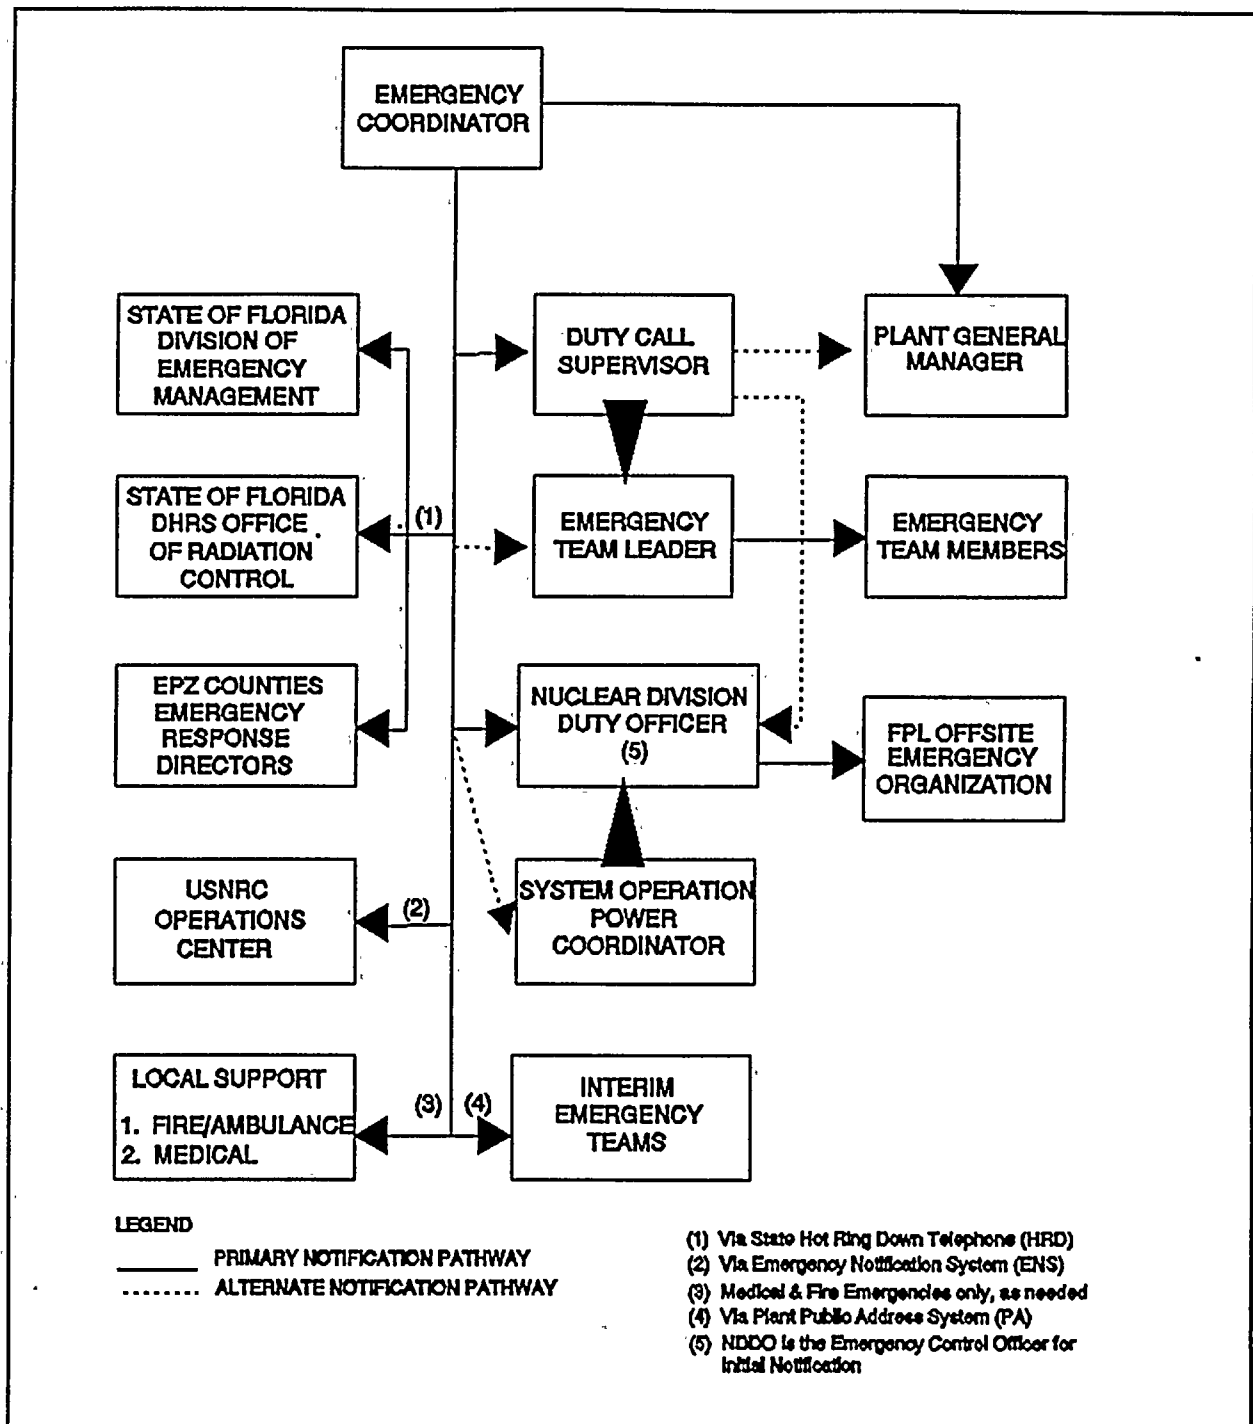 EMERGENCY
COORDINATOR
STATE OF FLORIDA
DIVISION OF
EMERGENCY
MANAGEMENT
DUTY CALL
SUPERVISOR
PLANT GENERAL
MANAGER
STATE OF FLORIDA
DHRS OFFICE
OF RADIATION
CONTROL
(1)
EMERGENCY
TEAM LEADER
EMERGENCY
TEAM MEMBERS
EPZ COUNTIES
EMERGENCY
RESPONSE
DIRECTORS
NUCLEAR DIVISION
DUTY OFFICER
(5)
FPL OFFSITE
EMERGENCY
ORGANIZATION
USNRC
OPERATIONS
CENTER
(2)
SYSTEM OPERATION
POWER
COORDINATOR
LOCAL SUPPORT
1. FIRE/AMBULANCE
2. MEDICAL
(3)
(4)
INTERIM
EMERGENCY
TEAMS
LEGEND
PRIMARY NOTIFICATION PATHWAY
ALTERNATE NOTIFICATION PATHWAY
(1) Via State Hot Ring Down Telephone (HRD)
(2) Via Emergency Notification System (ENS)
(3) Medical & Fire Emergencies only, as needed
(4) Via Plant Public Address System (PA)
(5) NDDO is the Emergency Control Officer for
Initial Notification